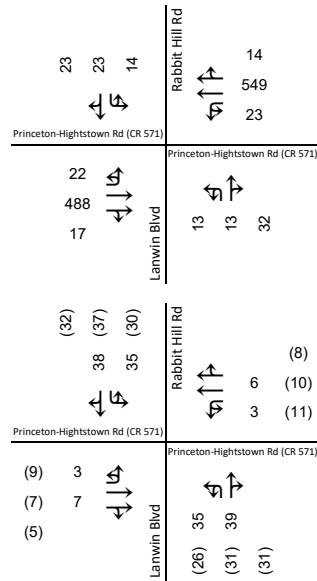 23 23 14
Rabbit Hill Rd
14
549
23
Princeton-Hightstown Rd (CR 571)
Princeton-Hightstown Rd (CR 571)
22
488
17
Lanwin Blvd
13 13 32
(32) (37) (30)
38 35
Rabbit Hill Rd
(8)
6 (10)
3 (11)
Princeton-Hightstown Rd (CR 571)
Princeton-Hightstown Rd (CR 571)
(9) 3
(7) 7
(5)
Lanwin Blvd
35 39
(26) (31) (31)